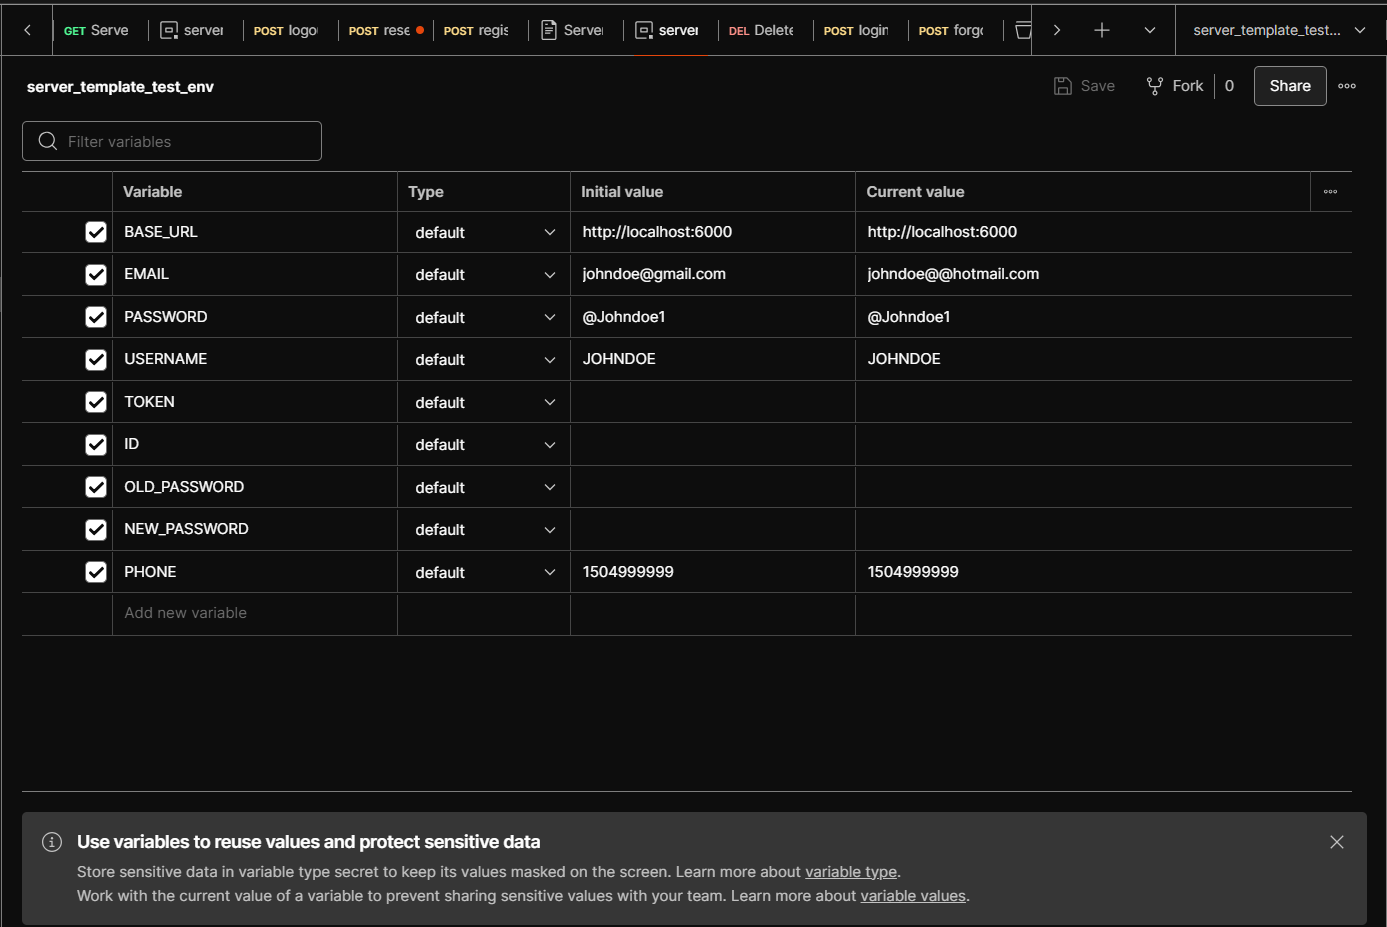 GET Serve server POST logo POST rese POST regis Server server DEL Delete POST login POST forg server_template_test...
server_template_test_env Save Fork 0 Share
Filter variables
Variable Type Initial value Current value
BASE_URL default http://localhost:6000 http://localhost:6000
EMAIL default johndoe@gmail.com johndoe@@hotmail.com
PASSWORD default @Johndoe1 @Johndoe1
USERNAME default JOHNDOE JOHNDOE
TOKEN default
ID default
OLD_PASSWORD default
NEW_PASSWORD default
PHONE default 1504999999 1504999999
Add new variable
Use variables to reuse values and protect sensitive data
Store sensitive data in variable type secret to keep its values masked on the screen. Learn more about variable type.
Work with the current value of a variable to prevent sharing sensitive values with your team. Learn more about variable values.